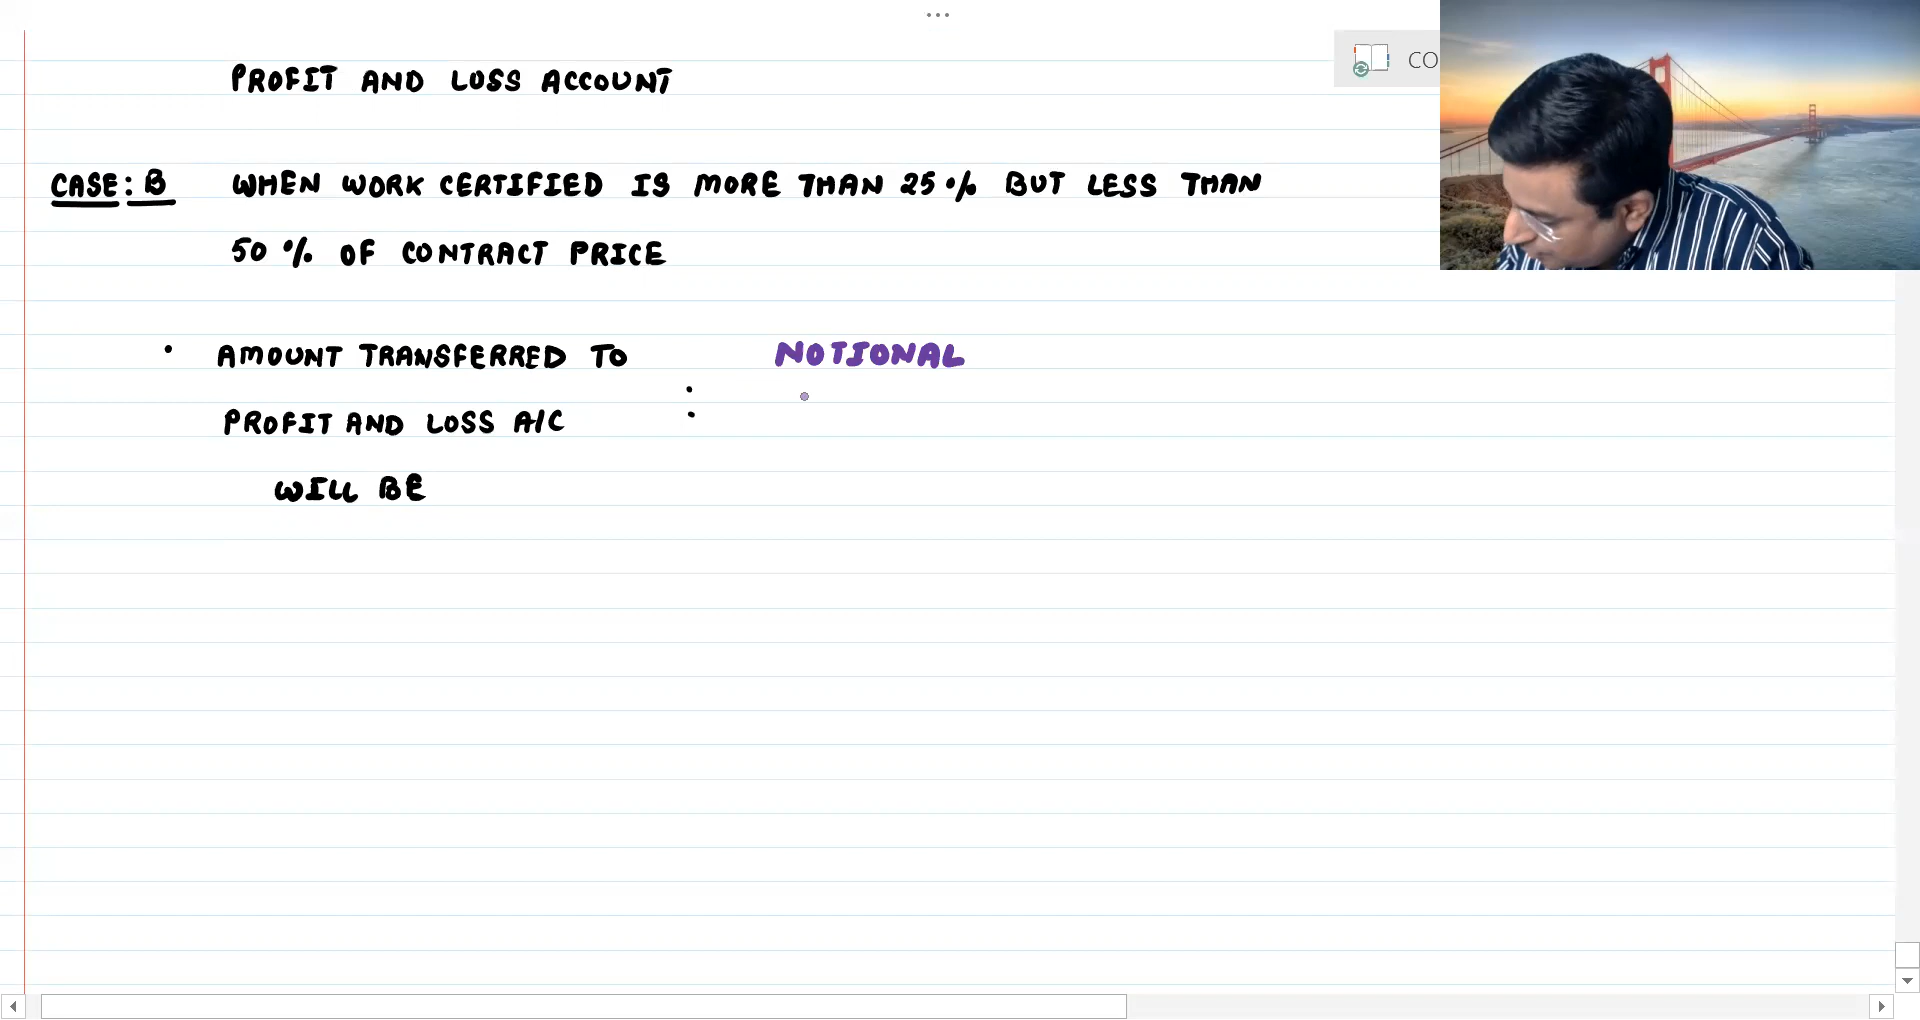 PROFIT AND LOSS ACCOUNT
CO
CASE: B WHEN WORK CERTIFIED IS MORE THAN 25% BUT LESS THAN
50% OF CONTRACT PRICE
• AMOUNT TRANSFERRED TO NOTIONAL
PROFIT AND LOSS A/C :
WILL BE